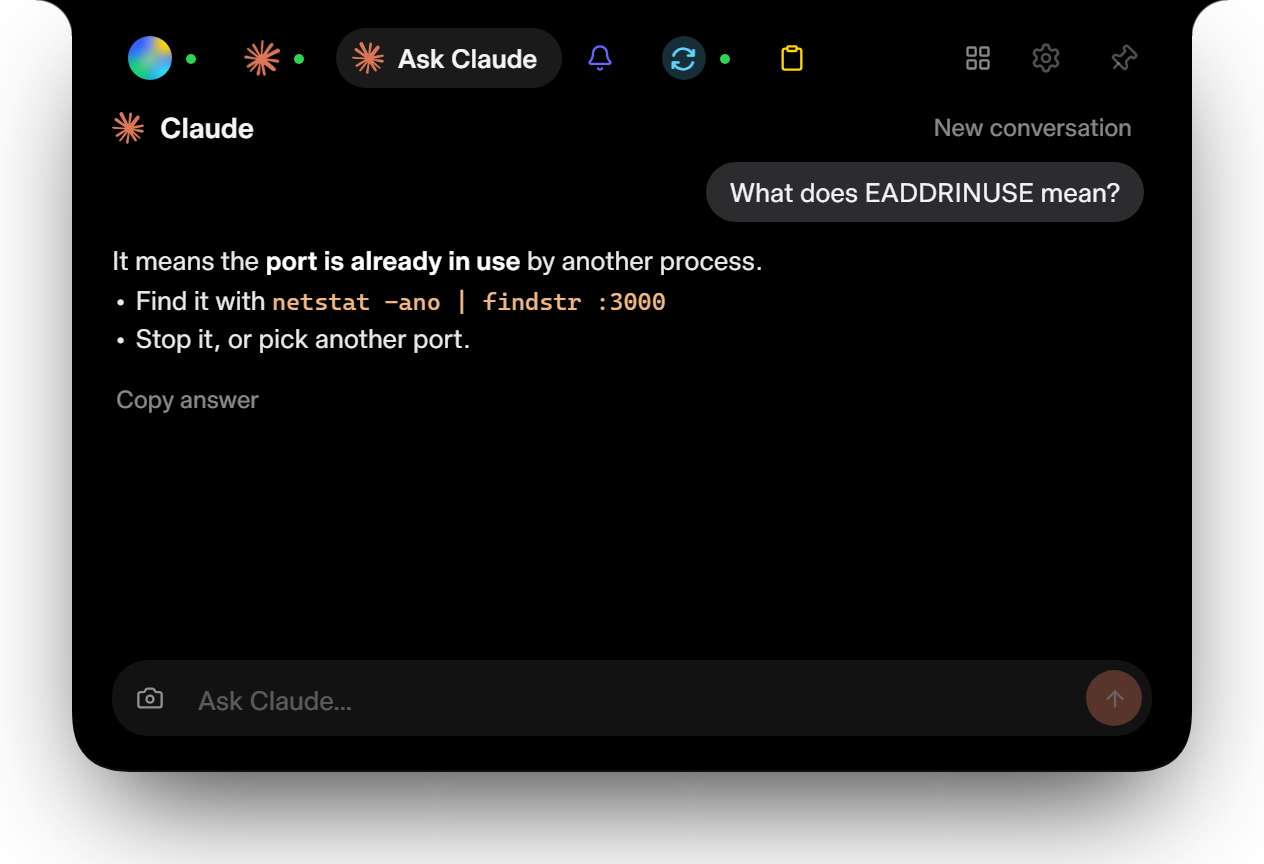 Ask Claude
Claude
New conversation
What does EADDRINUSE mean?
It means the port is already in use by another process.
• Find it with netstat -ano | findstr :3000
• Stop it, or pick another port.
Copy answer
Ask Claude...